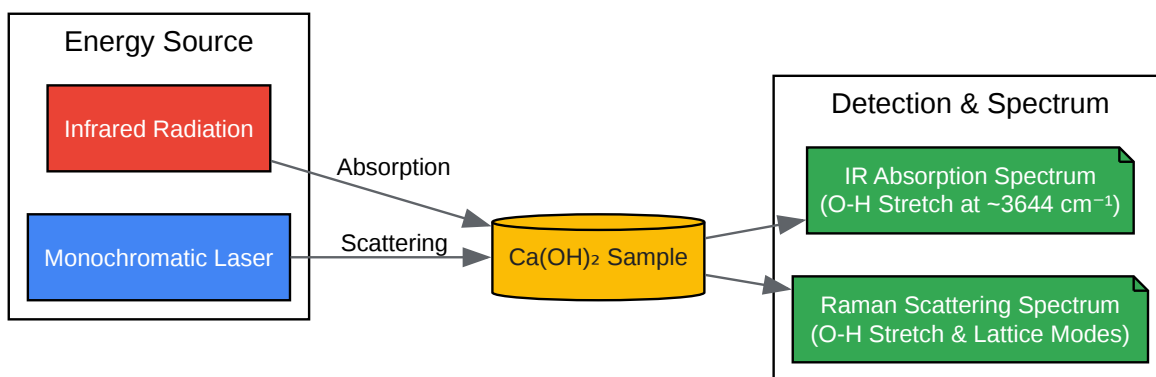 Energy Source
Infrared Radiation
Monochromatic Laser
Absorption
Scattering
Ca(OH)₂ Sample
Detection & Spectrum
IR Absorption Spectrum
(O-H Stretch at ~3644 cm⁻¹)
Raman Scattering Spectrum
(O-H Stretch & Lattice Modes)